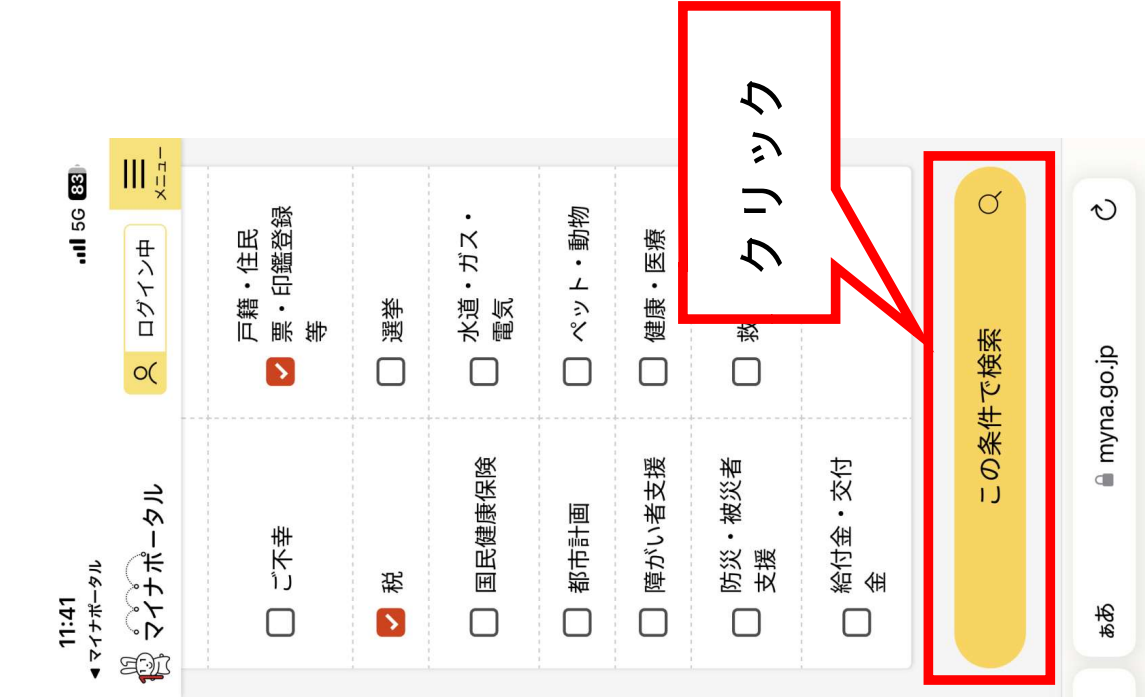 11:41
5G 83
◀マイナポータル
マイナポータル
ログイン中
メニュー
ご不幸
戸籍・住民
票・印鑑登録
等
税
選挙
国民健康保険
水道・ガス・
電気
都市計画
ペット・動物
障がい者支援
健康・医療
防災・被災者
支援
救
給付金・交付
金
クリック
この条件で検索
ぁあ
myna.go.jp